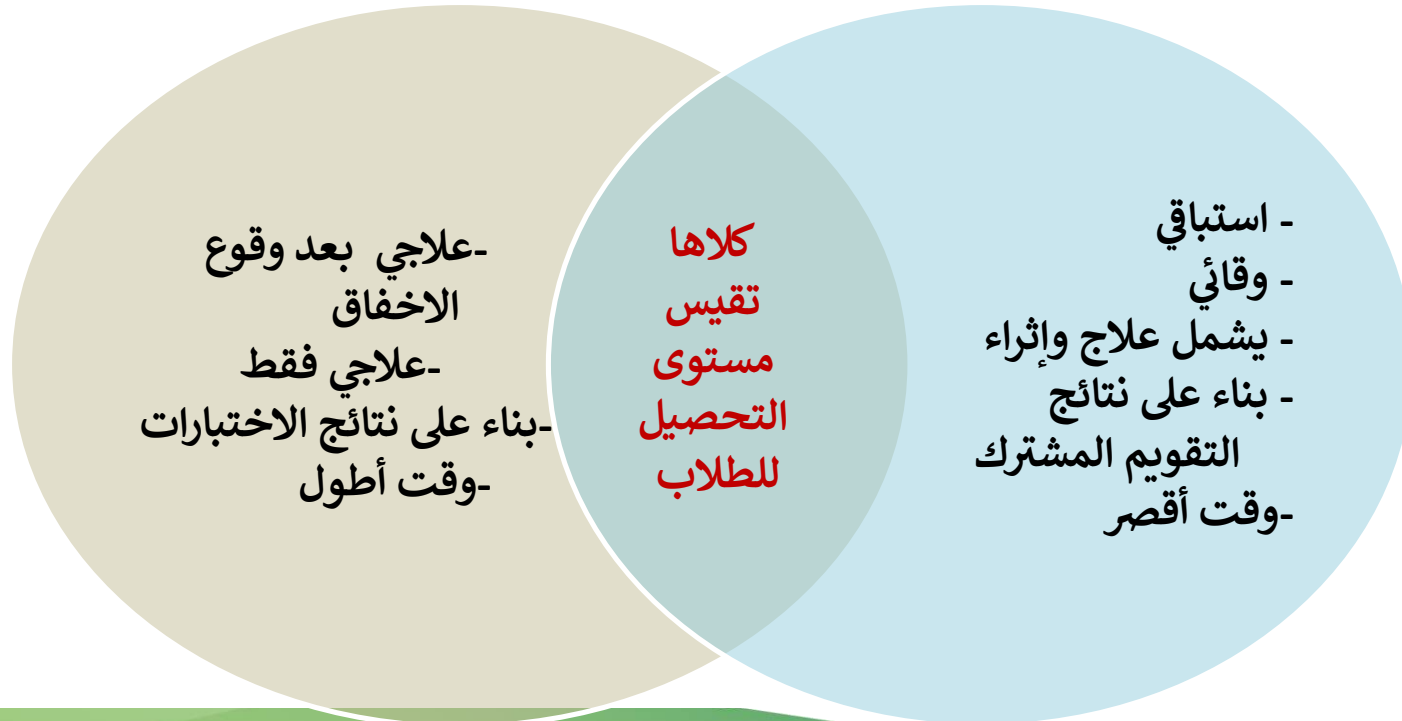 - استباقي
- وقائي
- يشمل علاج وإثراء
- بناء على نتائج
التقويم المشترك
-وقت أقصر
كلاها
تقيس
مستوى
التحصيل
للطلاب
-علاجي بعد وقوع
الاخفاق
-علاجي فقط
-بناء على نتائج الاختبارات
-وقت أطول